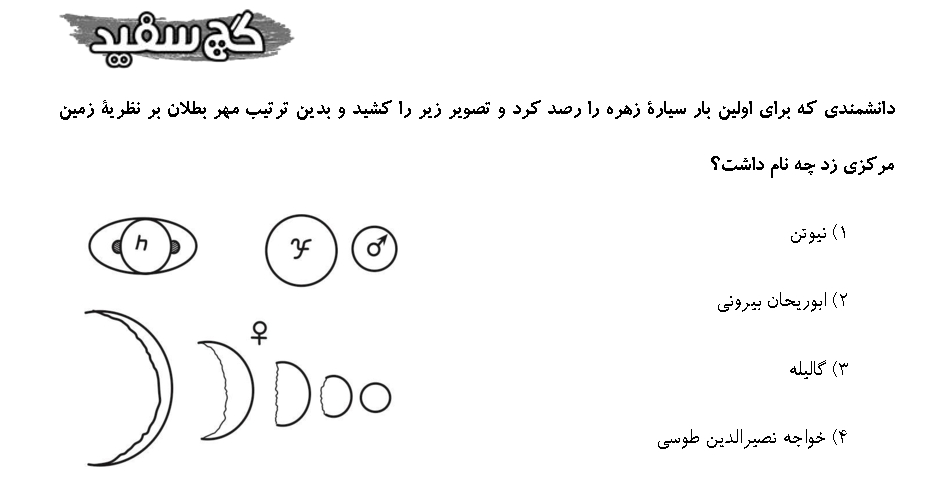 گچ سفید
دانشمندی که برای اولین بار سیارهٔ زهره را رصد کرد و تصویر زیر را کشید و بدین ترتیب مهر بطلان بر نظریهٔ زمین
مرکزی زد چه نام داشت؟
۱) نیوتن
۲) ابوریحان بیرونی
۳) گالیله
۴) خواجه نصیرالدین طوسی